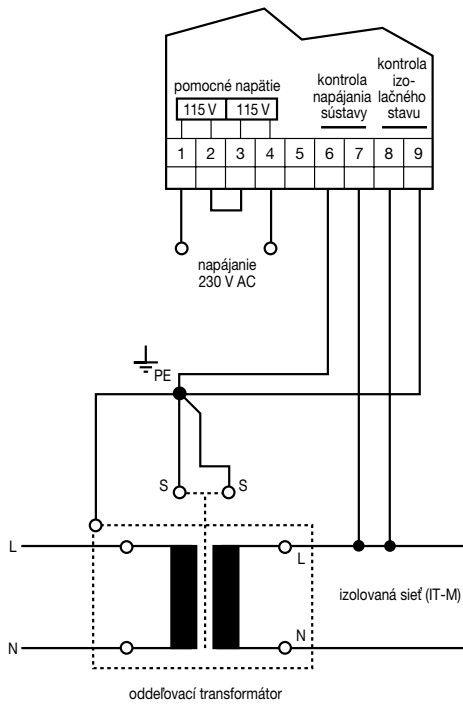 pomocné napätie
115 V 115 V
kontrola
napájania
sústavy
kontrola
izo-
lačného
stavu
1 2 3 4 5 6 7 8 9
napájanie
230 V AC
PE
S S
L
L
izolovaná sieť (IT-M)
N
N
oddeľovací transformátor